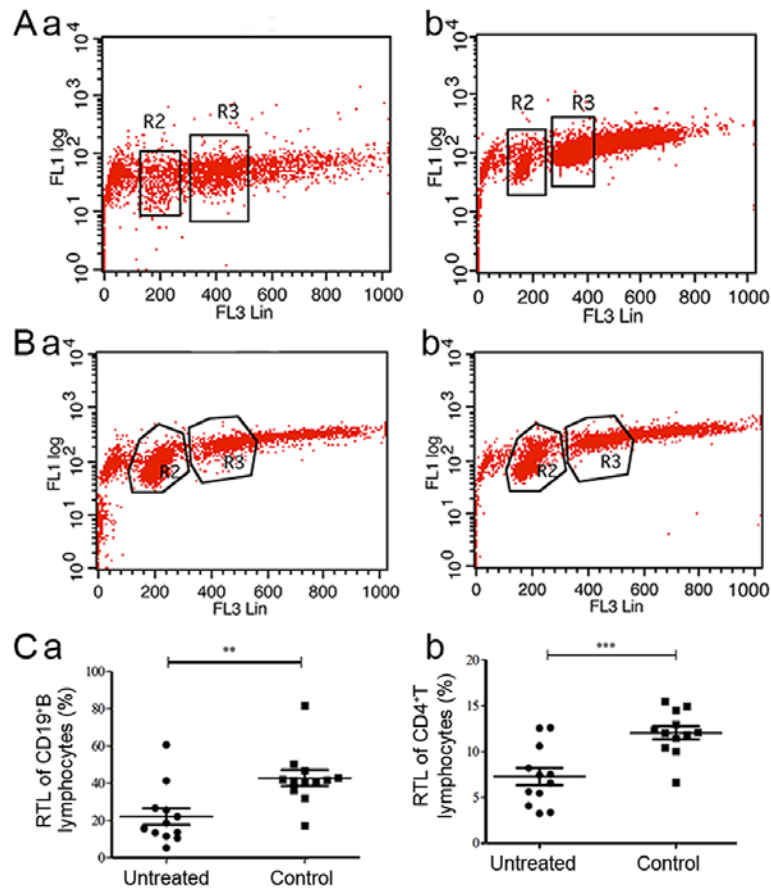 Aa
b
10^4
10^3
10^2
10^1
10^0
FL1 log
R2
R3
0 200 400 600 800 1000
FL3 Lin
10^4
10^3
10^2
10^1
10^0
FL1 log
R2
R3
0 200 400 600 800 1000
FL3 Lin
Ba
b
10^4
10^3
10^2
10^1
10^0
FL1 log
R2
R3
0 200 400 600 800 1000
FL3 Lin
10^4
10^3
10^2
10^1
10^0
FL1 log
R2
R3
0 200 400 600 800 1000
FL3 Lin
Ca
b
RTL of CD19⁺B
lymphocytes (%)
100
80
60
40
20
0
**
Untreated Control
RTL of CD4⁺T
lymphocytes (%)
20
15
10
5
0
***
Untreated Control